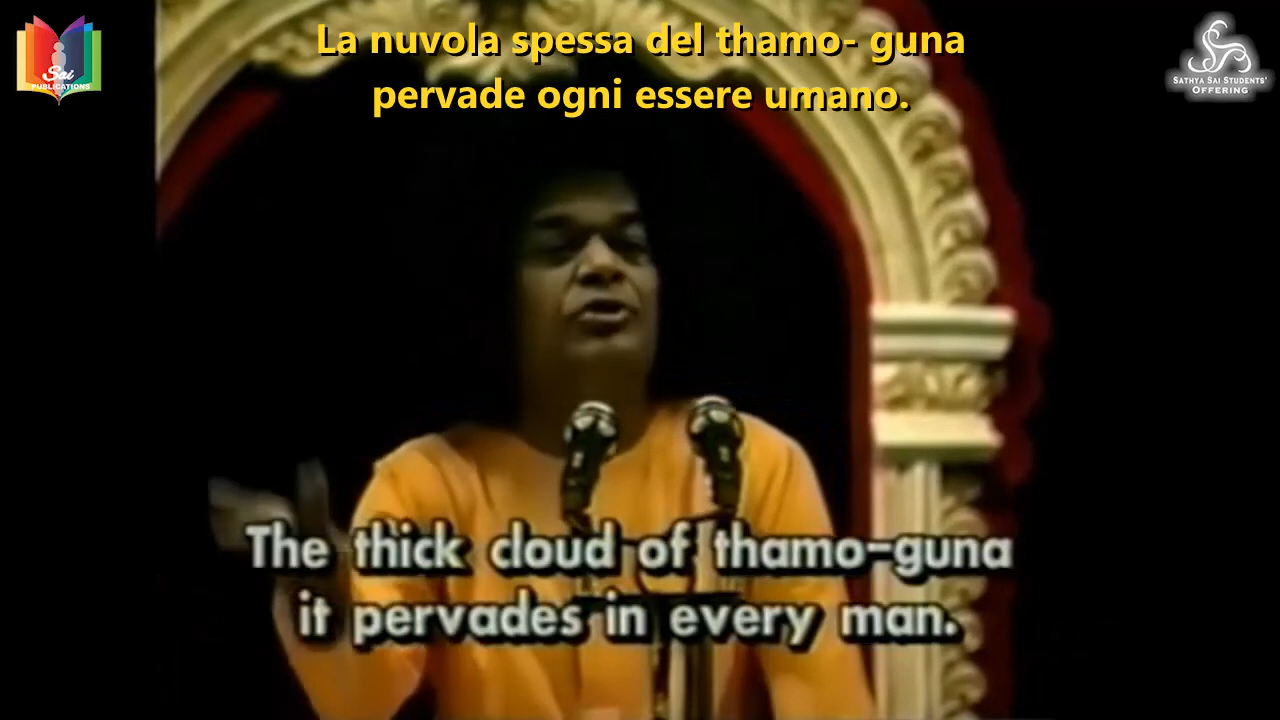 La nuvola spessa del thamo- guna
pervade ogni essere umano.
Sai
PUBLICATIONS
SATHYA SAI STUDENTS'
OFFERING
The thick cloud of thamo-guna
it pervades in every man.